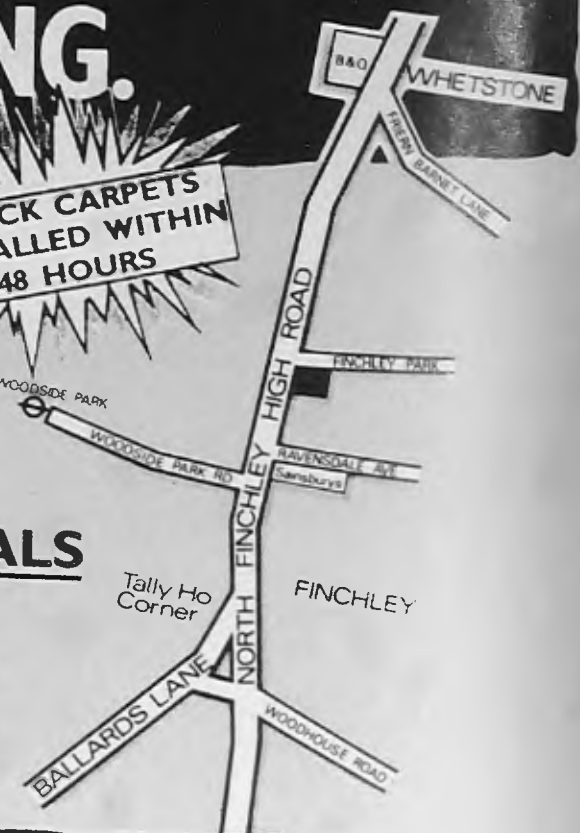 NG.
B&Q
WHETSTONE
FRIERN BARNET LANE
CK CARPETS
ALLED WITHIN
48 HOURS
FINCHLEY PARK
WOODSIDE PARK
WOODSIDE PARK RD
RAVENSDALE AVE
Sainsburys
NORTH FINCHLEY HIGH ROAD
ALS
Tally Ho
Corner
FINCHLEY
BALLARDS LANE
WOODHOUSE ROAD